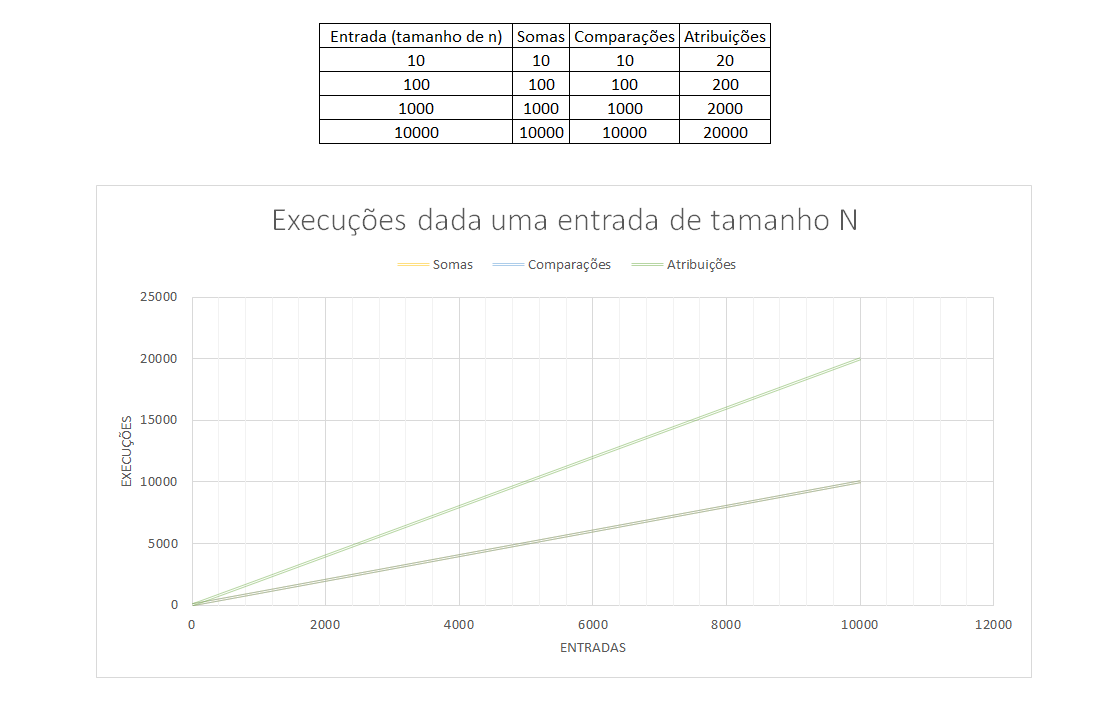 Entrada (tamanho de n) Somas Comparações Atribuições
10 10 10 20
100 100 100 200
1000 1000 1000 2000
10000 10000 10000 20000
Execuções dada uma entrada de tamanho N
Somas Comparações Atribuições
25000
20000
15000
10000
5000
0
EXECUÇÕES
0 2000 4000 6000 8000 10000 12000
ENTRADAS